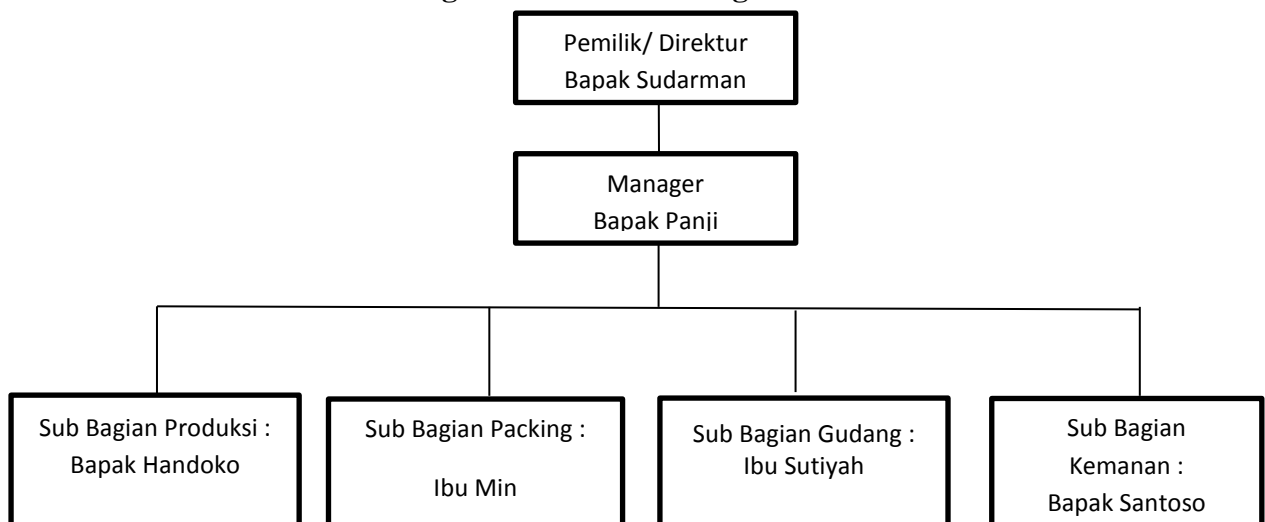 Pemilik/ Direktur
Bapak Sudarman
Manager
Bapak Panji
Sub Bagian Produksi :
Bapak Handoko
Sub Bagian Packing :
Ibu Min
Sub Bagian Gudang :
Ibu Sutiyah
Sub Bagian
Kemanan :
Bapak Santoso